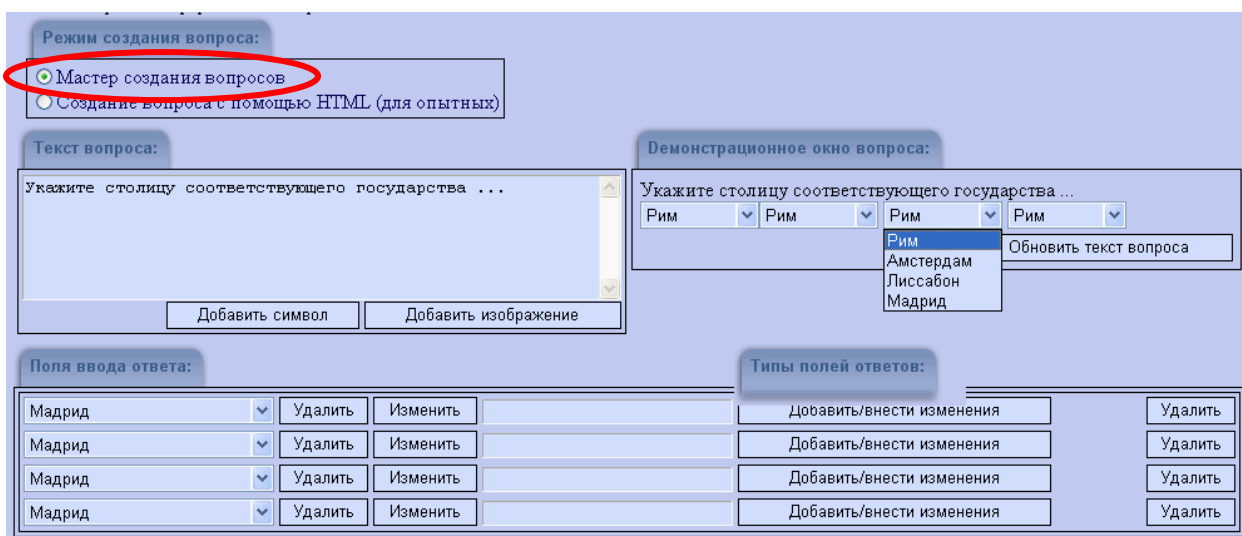 Режим создания вопроса:
Мастер создания вопросов
Создание вопроса с помощью HTML (для опытных)
Текст вопроса:
Укажите столицу соответствующего государства ...
Добавить символ Добавить изображение
Демонстрационное окно вопроса:
Укажите столицу соответствующего государства ...
Рим Рим Рим Рим
Рим
Амстердам
Лиссабон
Мадрид
Обновить текст вопроса
Поля ввода ответа: Типы полей ответов:
Мадрид Удалить Изменить Добавить/внести изменения Удалить
Мадрид Удалить Изменить Добавить/внести изменения Удалить
Мадрид Удалить Изменить Добавить/внести изменения Удалить
Мадрид Удалить Изменить Добавить/внести изменения Удалить